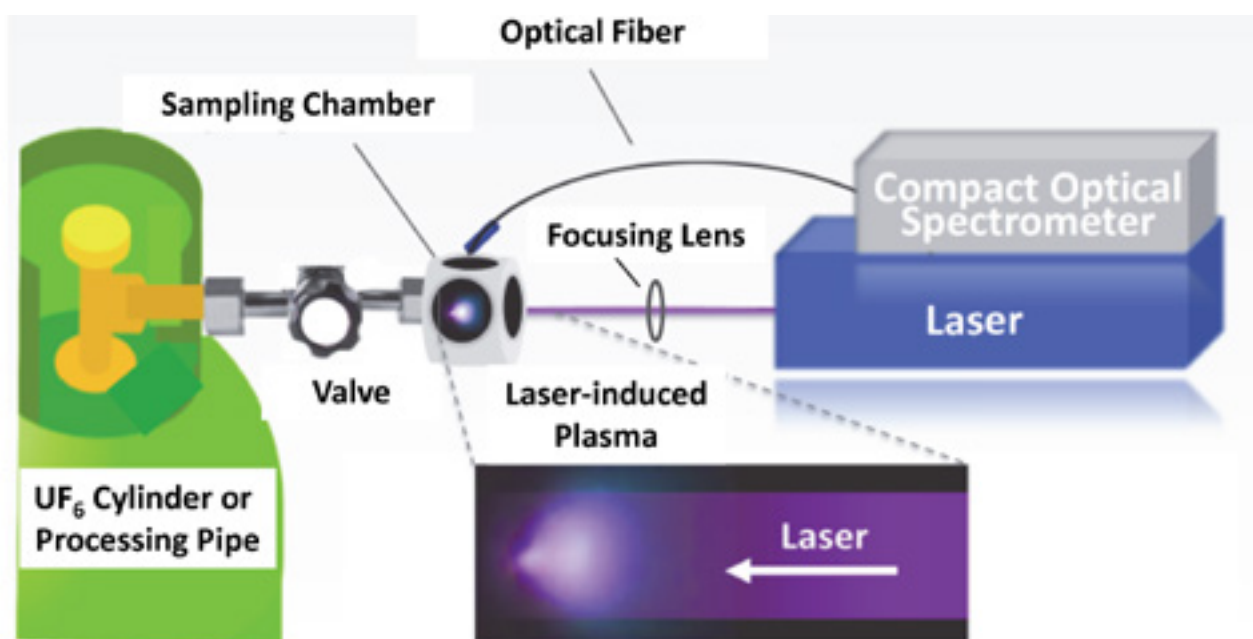 Optical Fiber
Sampling Chamber
Compact Optical
Spectrometer
Focusing Lens
Laser
Valve
Laser-induced
Plasma
UF₆ Cylinder or
Processing Pipe
Laser